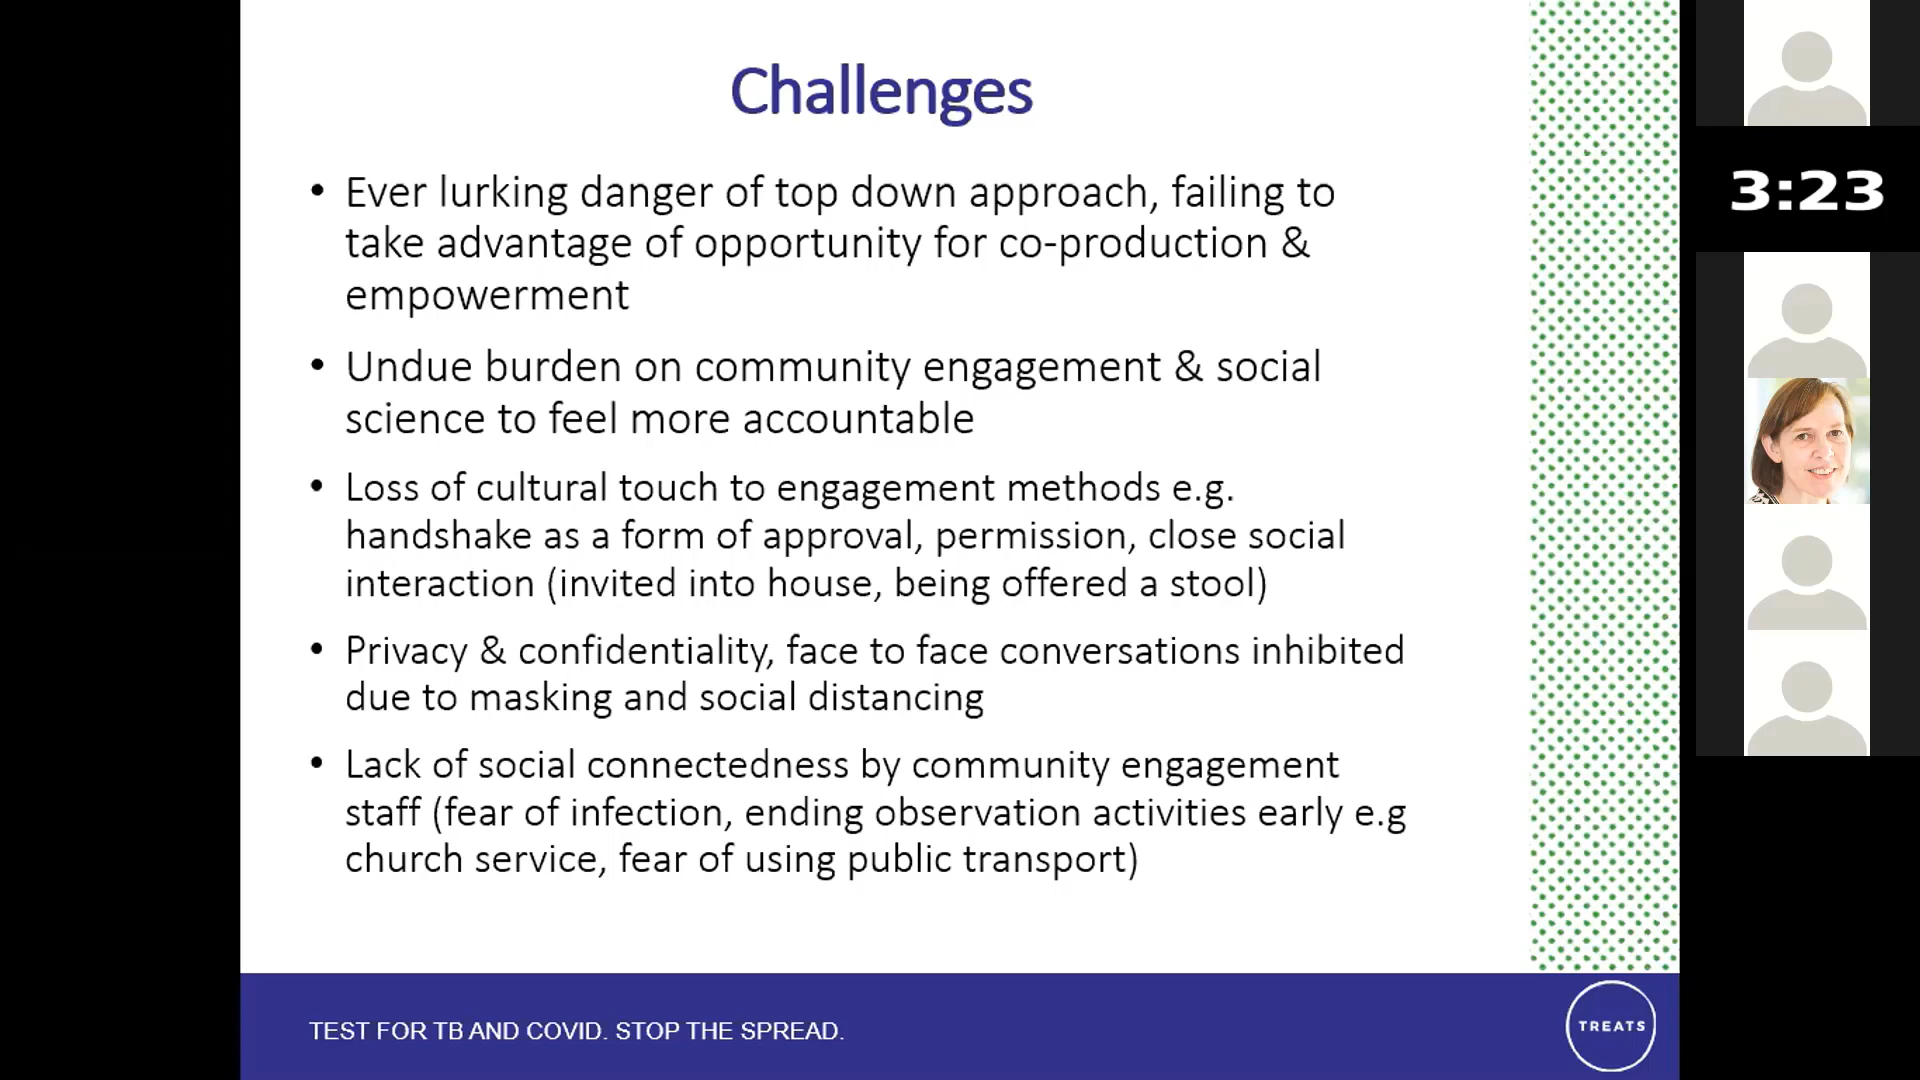 Challenges
• Ever lurking danger of top down approach, failing to
take advantage of opportunity for co-production &
empowerment
• Undue burden on community engagement & social
science to feel more accountable
• Loss of cultural touch to engagement methods e.g.
handshake as a form of approval, permission, close social
interaction (invited into house, being offered a stool)
• Privacy & confidentiality, face to face conversations inhibited
due to masking and social distancing
• Lack of social connectedness by community engagement
staff (fear of infection, ending observation activities early e.g
church service, fear of using public transport)
TEST FOR TB AND COVID. STOP THE SPREAD.
TREATS
3:23